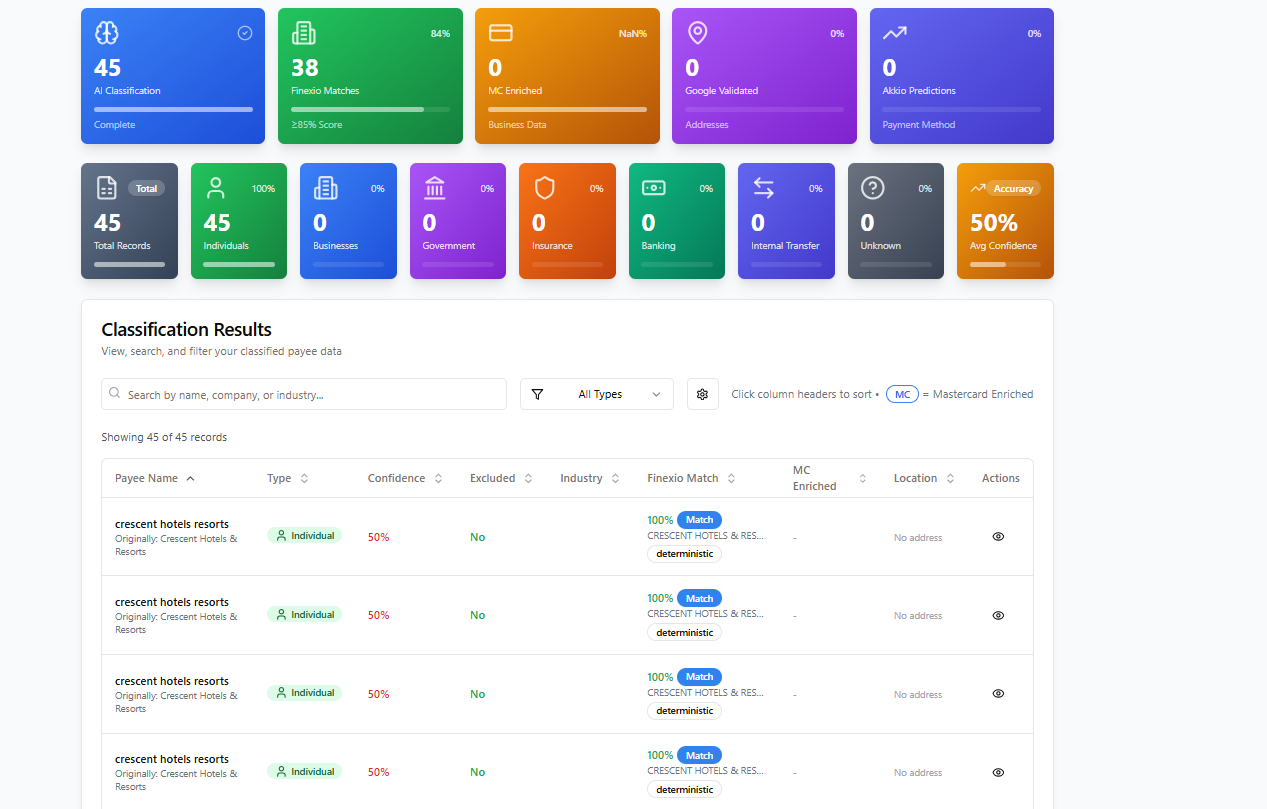 45
AI Classification
Complete
84%
38
Finexio Matches
≥85% Score
NaN%
0
MC Enriched
Business Data
0%
0
Google Validated
Addresses
0%
0
Akkio Predictions
Payment Method
Total
45
Total Records
100%
45
Individuals
0%
0
Businesses
0%
0
Government
0%
0
Insurance
0%
0
Banking
0%
0
Internal Transfer
0%
0
Unknown
Accuracy
50%
Avg Confidence
Classification Results
View, search, and filter your classified payee data
Search by name, company, or industry...
All Types
Click column headers to sort • MC = Mastercard Enriched
Showing 45 of 45 records
Payee Name Type Confidence Excluded Industry Finexio Match MC Enriched Location Actions
crescent hotels resorts
Originally: Crescent Hotels &
Resorts
Individual
50%
No
100% Match
CRESCENT HOTELS & RES...
deterministic
-
No address
crescent hotels resorts
Originally: Crescent Hotels &
Resorts
Individual
50%
No
100% Match
CRESCENT HOTELS & RES...
deterministic
-
No address
crescent hotels resorts
Originally: Crescent Hotels &
Resorts
Individual
50%
No
100% Match
CRESCENT HOTELS & RES...
deterministic
-
No address
crescent hotels resorts
Originally: Crescent Hotels &
Resorts
Individual
50%
No
100% Match
CRESCENT HOTELS & RES...
deterministic
-
No address